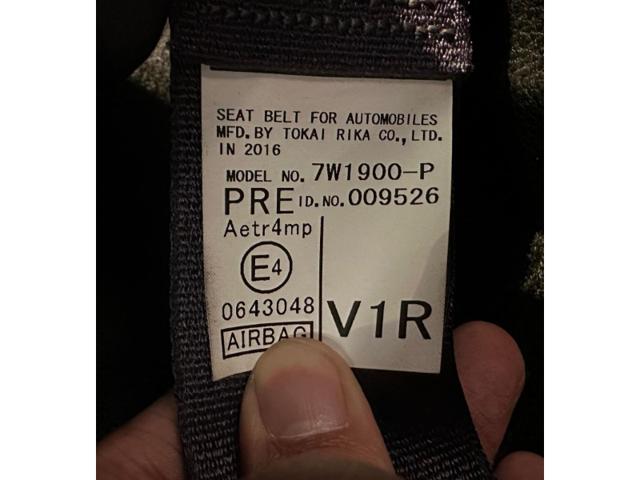 SEAT BELT FOR AUTOMOBILES
MFD. BY TOKAI RIKA CO., LTD.
IN 2016
MODEL NO. 7W1900-P
PRE ID.NO. 009526
Aetr4mp
E4
0643048
AIRBAG
V1R